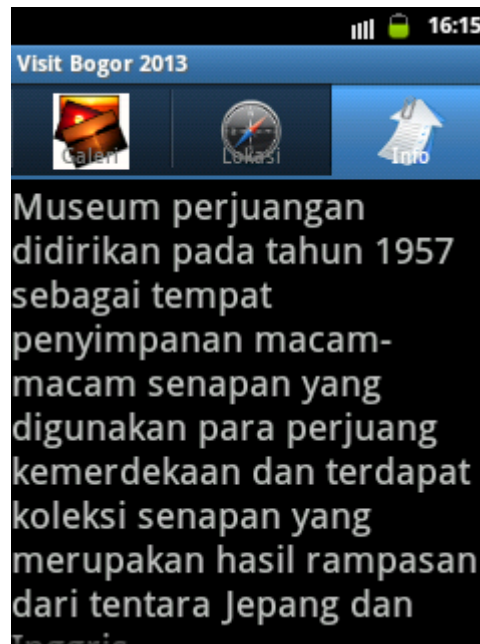 16:15
Visit Bogor 2013
Galeri Lokasi Info
Museum perjuangan
didirikan pada tahun 1957
sebagai tempat
penyimpanan macam-
macam senapan yang
digunakan para perjuang
kemerdekaan dan terdapat
koleksi senapan yang
merupakan hasil rampasan
dari tentara Jepang dan
Inggris